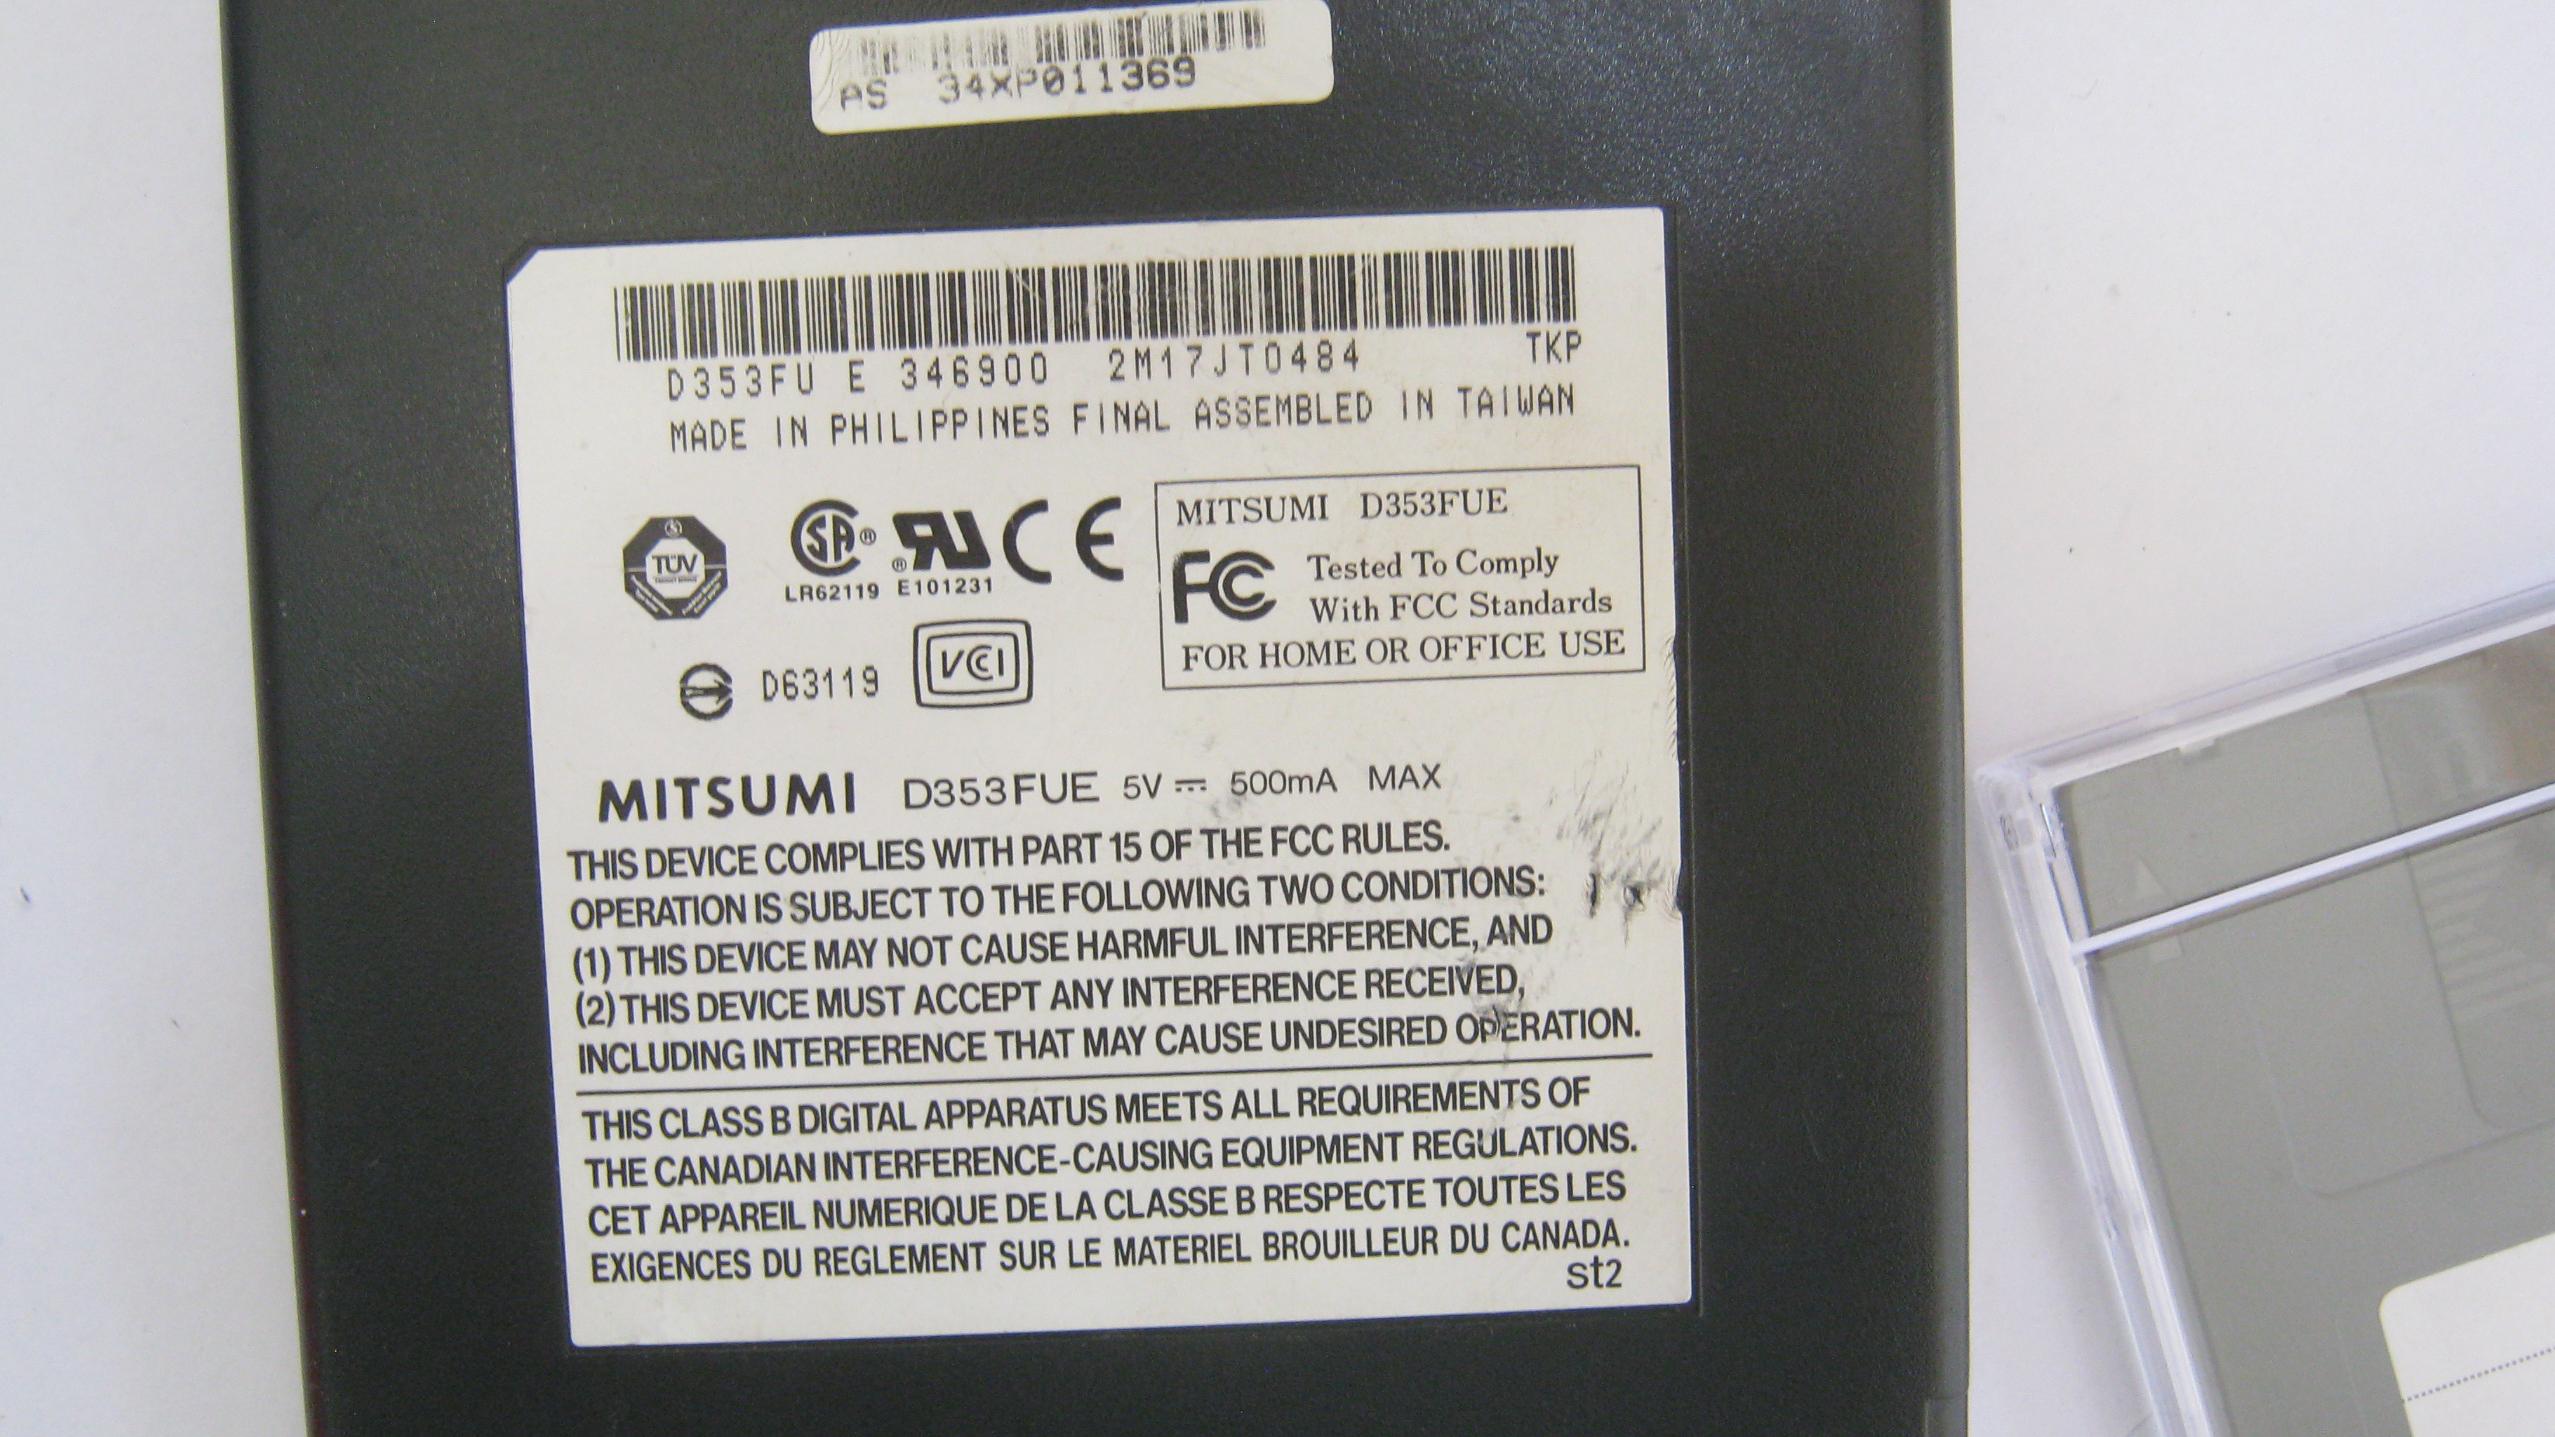 AS 34XP011369
D353FU E 346900 2M17JT0484 TKP
MADE IN PHILIPPINES FINAL ASSEMBLED IN TAIWAN
TÜV
SA® ®RU CE
LR62119 E101231
D63119 VCCI
MITSUMI D353FUE
FC Tested To Comply
With FCC Standards
FOR HOME OR OFFICE USE
MITSUMI D353FUE 5V ⎓ 500mA MAX
THIS DEVICE COMPLIES WITH PART 15 OF THE FCC RULES.
OPERATION IS SUBJECT TO THE FOLLOWING TWO CONDITIONS:
(1) THIS DEVICE MAY NOT CAUSE HARMFUL INTERFERENCE, AND
(2) THIS DEVICE MUST ACCEPT ANY INTERFERENCE RECEIVED,
INCLUDING INTERFERENCE THAT MAY CAUSE UNDESIRED OPERATION.
THIS CLASS B DIGITAL APPARATUS MEETS ALL REQUIREMENTS OF
THE CANADIAN INTERFERENCE-CAUSING EQUIPMENT REGULATIONS.
CET APPAREIL NUMERIQUE DE LA CLASSE B RESPECTE TOUTES LES
EXIGENCES DU REGLEMENT SUR LE MATERIEL BROUILLEUR DU CANADA.
st2